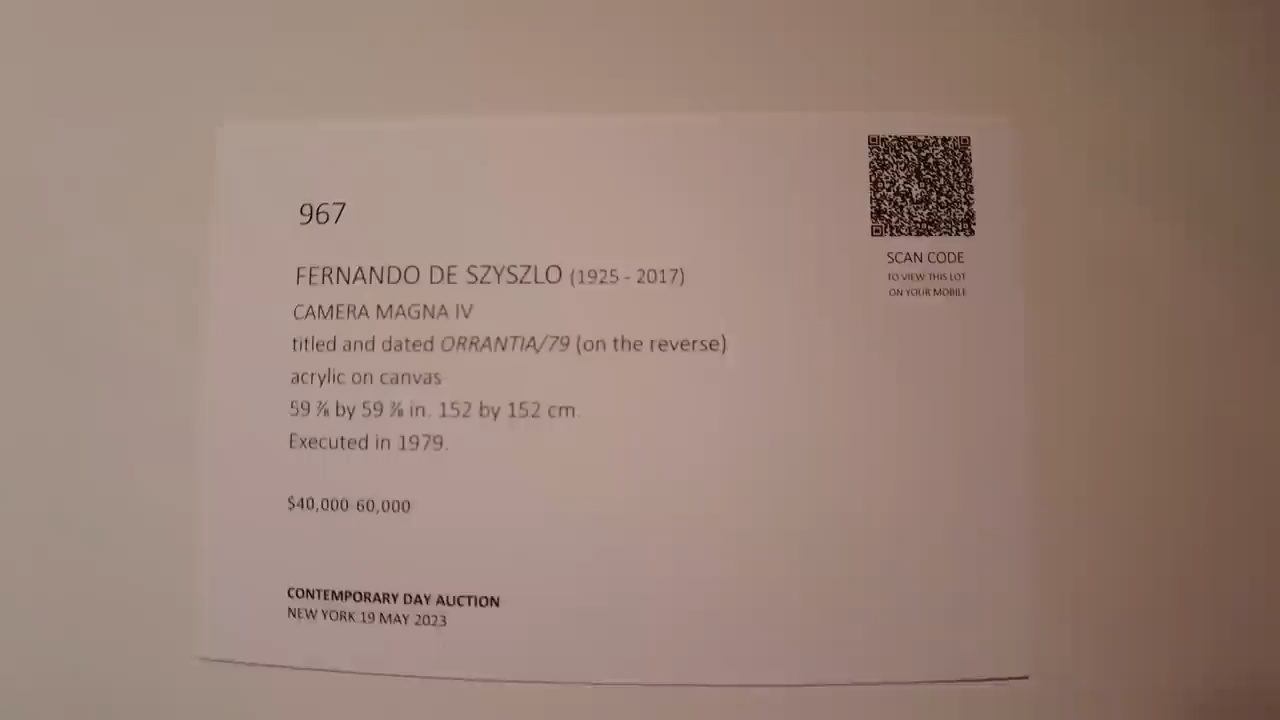 967
FERNANDO DE SZYSZLO (1925 - 2017)
CAMERA MAGNA IV
titled and dated ORRANTIA/79 (on the reverse)
acrylic on canvas
59 ⅞ by 59 ⅞ in. 152 by 152 cm.
Executed in 1979.
$40,000-60,000
CONTEMPORARY DAY AUCTION
NEW YORK 19 MAY 2023
SCAN CODE
TO VIEW THIS LOT
ON YOUR MOBILE